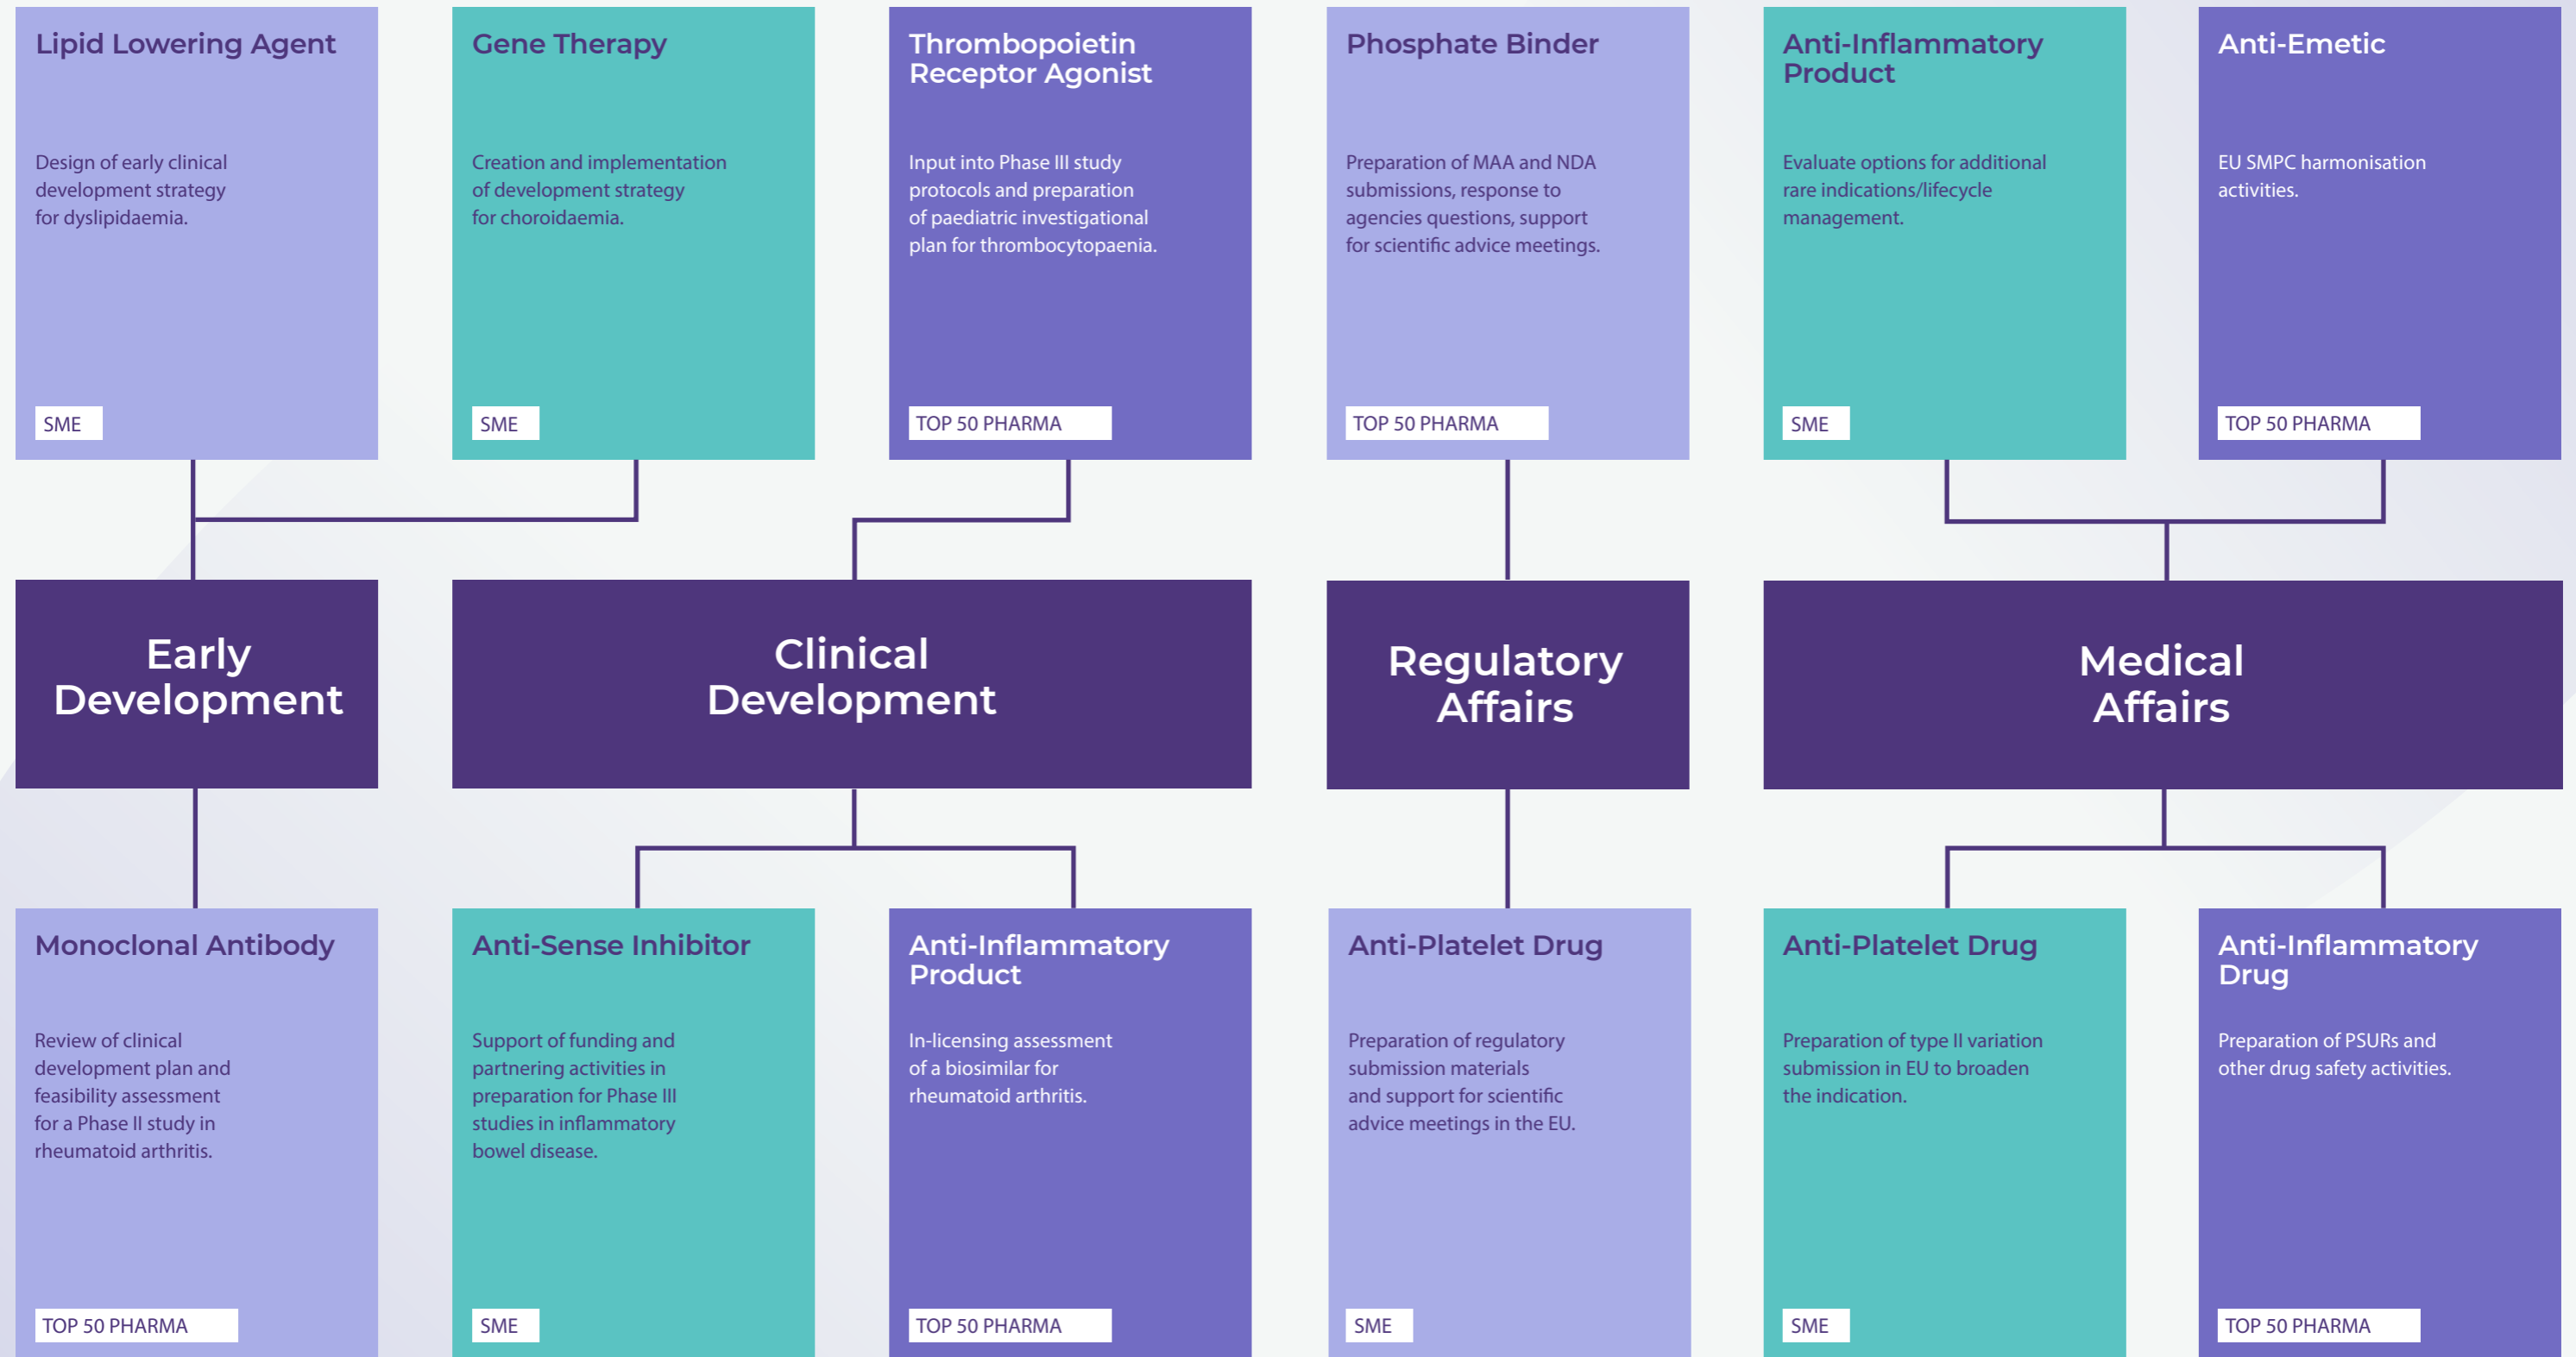 Lipid Lowering Agent
Design of early clinical
development strategy
for dyslipidaemia.
SME
Gene Therapy
Creation and implementation
of development strategy
for choroidaemia.
SME
Thrombopoietin
Receptor Agonist
Input into Phase III study
protocols and preparation
of paediatric investigational
plan for thrombocytopaenia.
TOP 50 PHARMA
Phosphate Binder
Preparation of MAA and NDA
submissions, response to
agencies questions, support
for scientific advice meetings.
TOP 50 PHARMA
Anti-Inflammatory
Product
Evaluate options for additional
rare indications/lifecycle
management.
SME
Anti-Emetic
EU SMPC harmonisation
activities.
TOP 50 PHARMA
Early
Development
Clinical
Development
Regulatory
Affairs
Medical
Affairs
Monoclonal Antibody
Review of clinical
development plan and
feasibility assessment
for a Phase II study in
rheumatoid arthritis.
TOP 50 PHARMA
Anti-Sense Inhibitor
Support of funding and
partnering activities in
preparation for Phase III
studies in inflammatory
bowel disease.
SME
Anti-Inflammatory
Product
In-licensing assessment
of a biosimilar for
rheumatoid arthritis.
TOP 50 PHARMA
Anti-Platelet Drug
Preparation of regulatory
submission materials
and support for scientific
advice meetings in the EU.
SME
Anti-Platelet Drug
Preparation of type II variation
submission in EU to broaden
the indication.
SME
Anti-Inflammatory
Drug
Preparation of PSURs and
other drug safety activities.
TOP 50 PHARMA